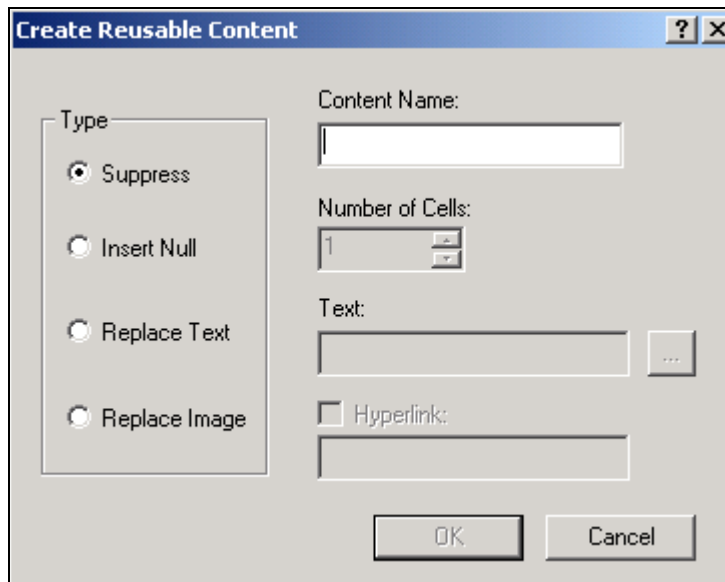 Create Reusable Content
Type
Suppress
Insert Null
Replace Text
Replace Image
Content Name:
Number of Cells:
1
Text:
...
Hyperlink:
OK
Cancel